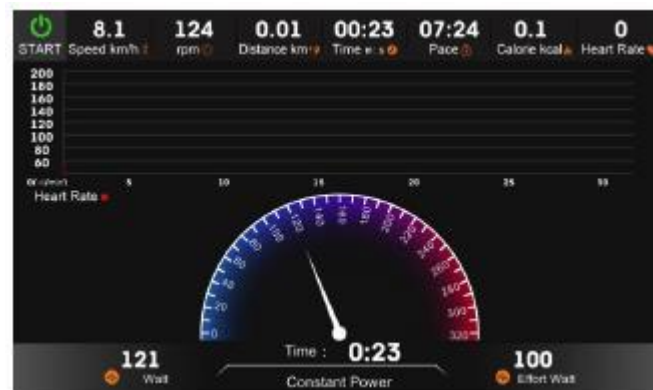 8.1 124 0.01 00:23 07:24 0.1 0
START Speed km/h rpm Distance km Time Pace Calorie kcal Heart Rate
200
180
160
140
120
100
80
60
5 10 15 20 25
Heart Rate
0 20 40 60 80 100 120 140 160 180 200 220 240 260 280 300 320
Time : 0:23
121 100
Watt Effort Watt
Constant Power